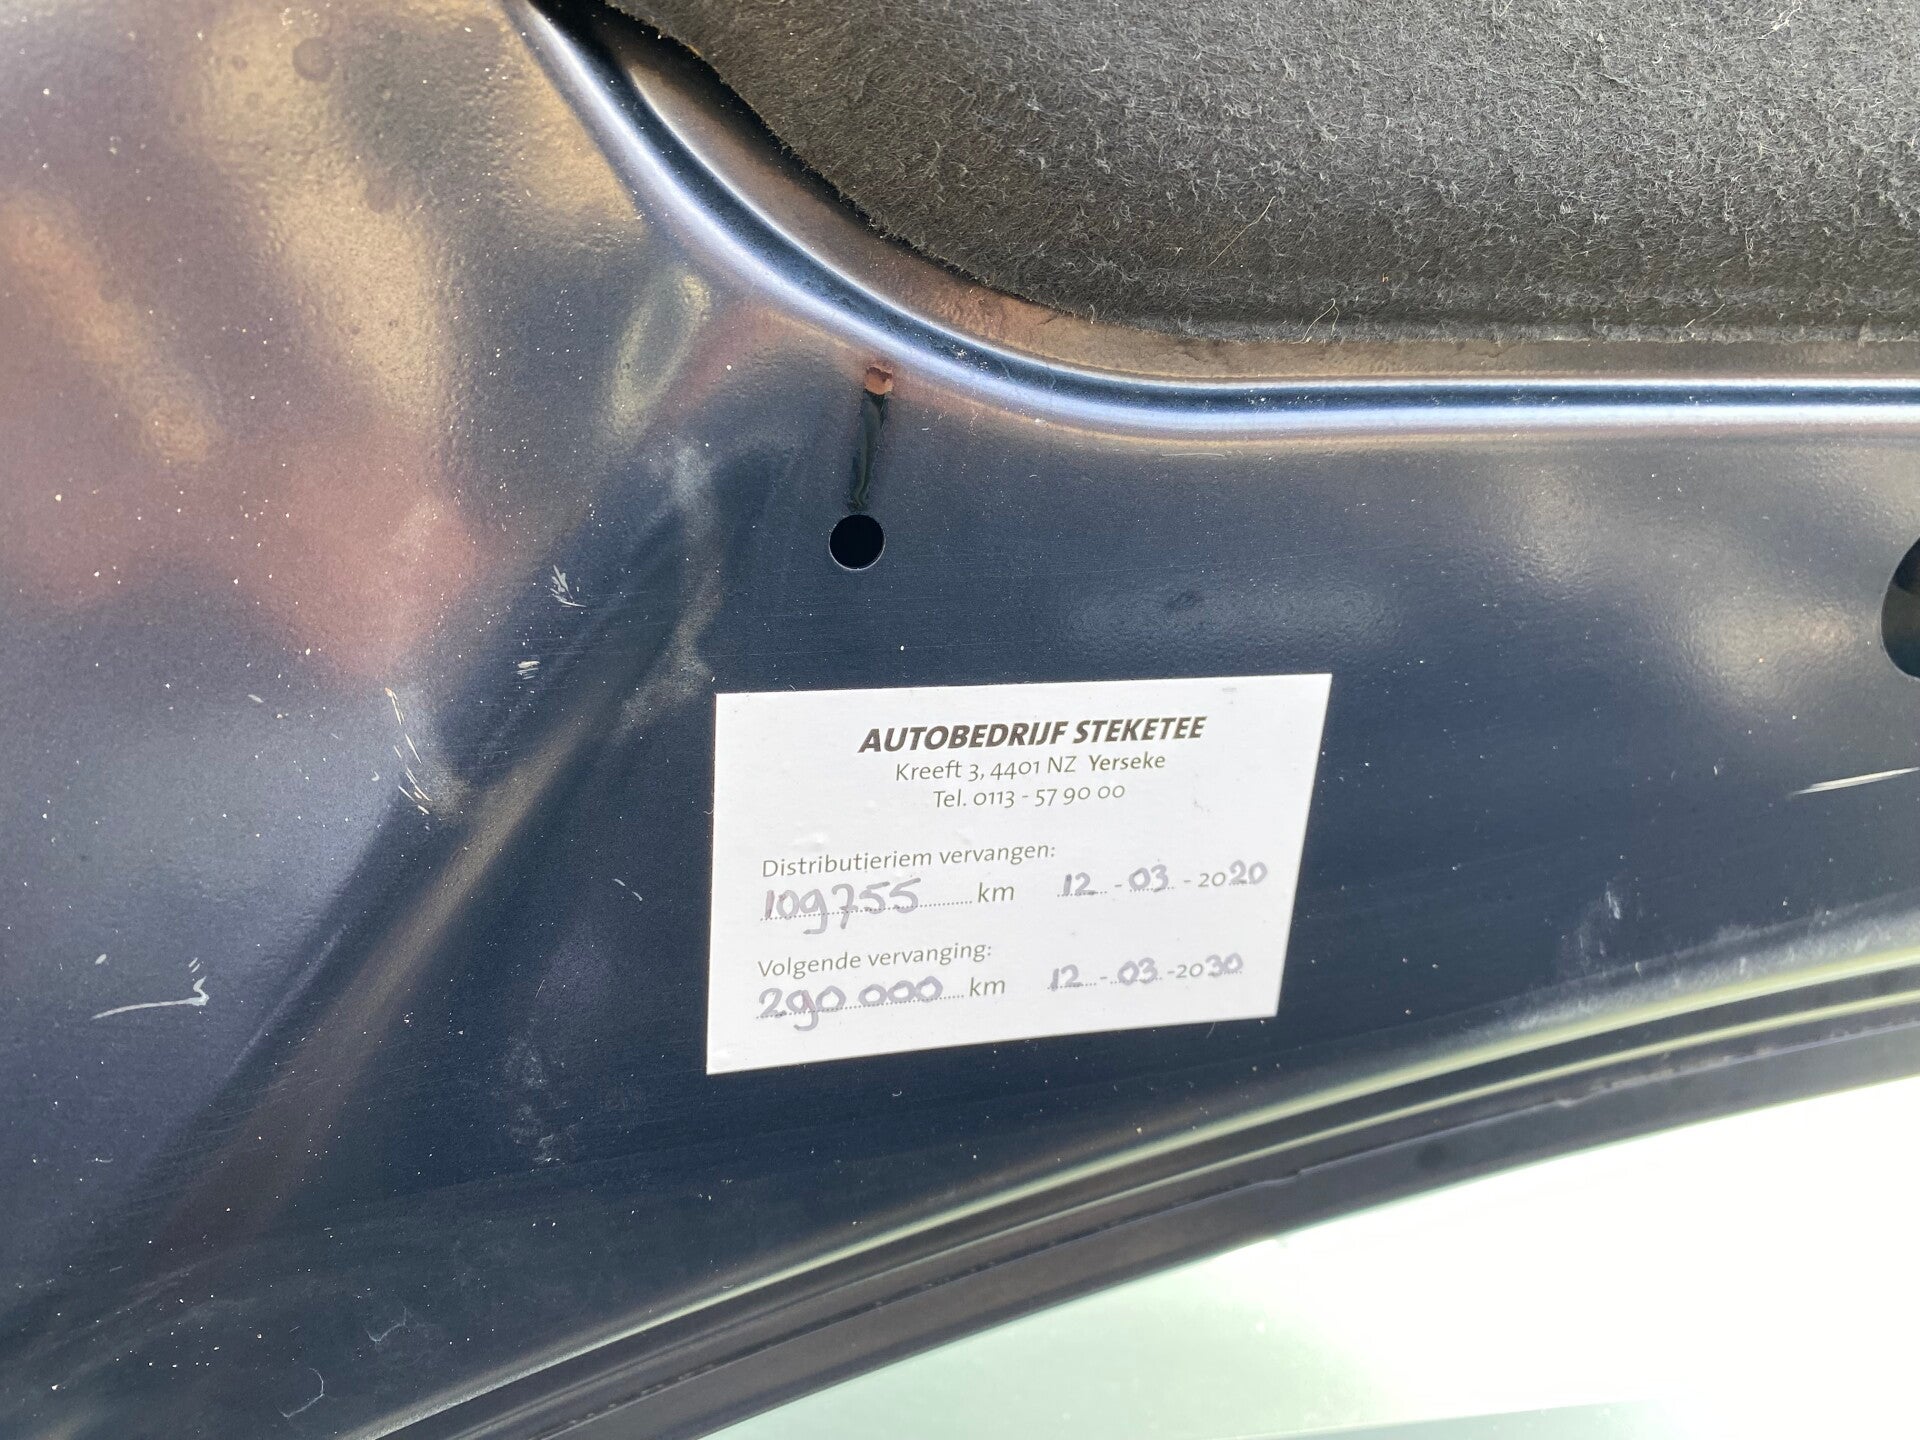 AUTOBEDRIJF STEKETEE
Kreeft 3, 4401 NZ Yerseke
Tel. 0113 - 57 90 00
Distributieriem vervangen:
109755 km 12 - 03 - 2020
Volgende vervanging:
290 000 km 12 - 03 - 2030